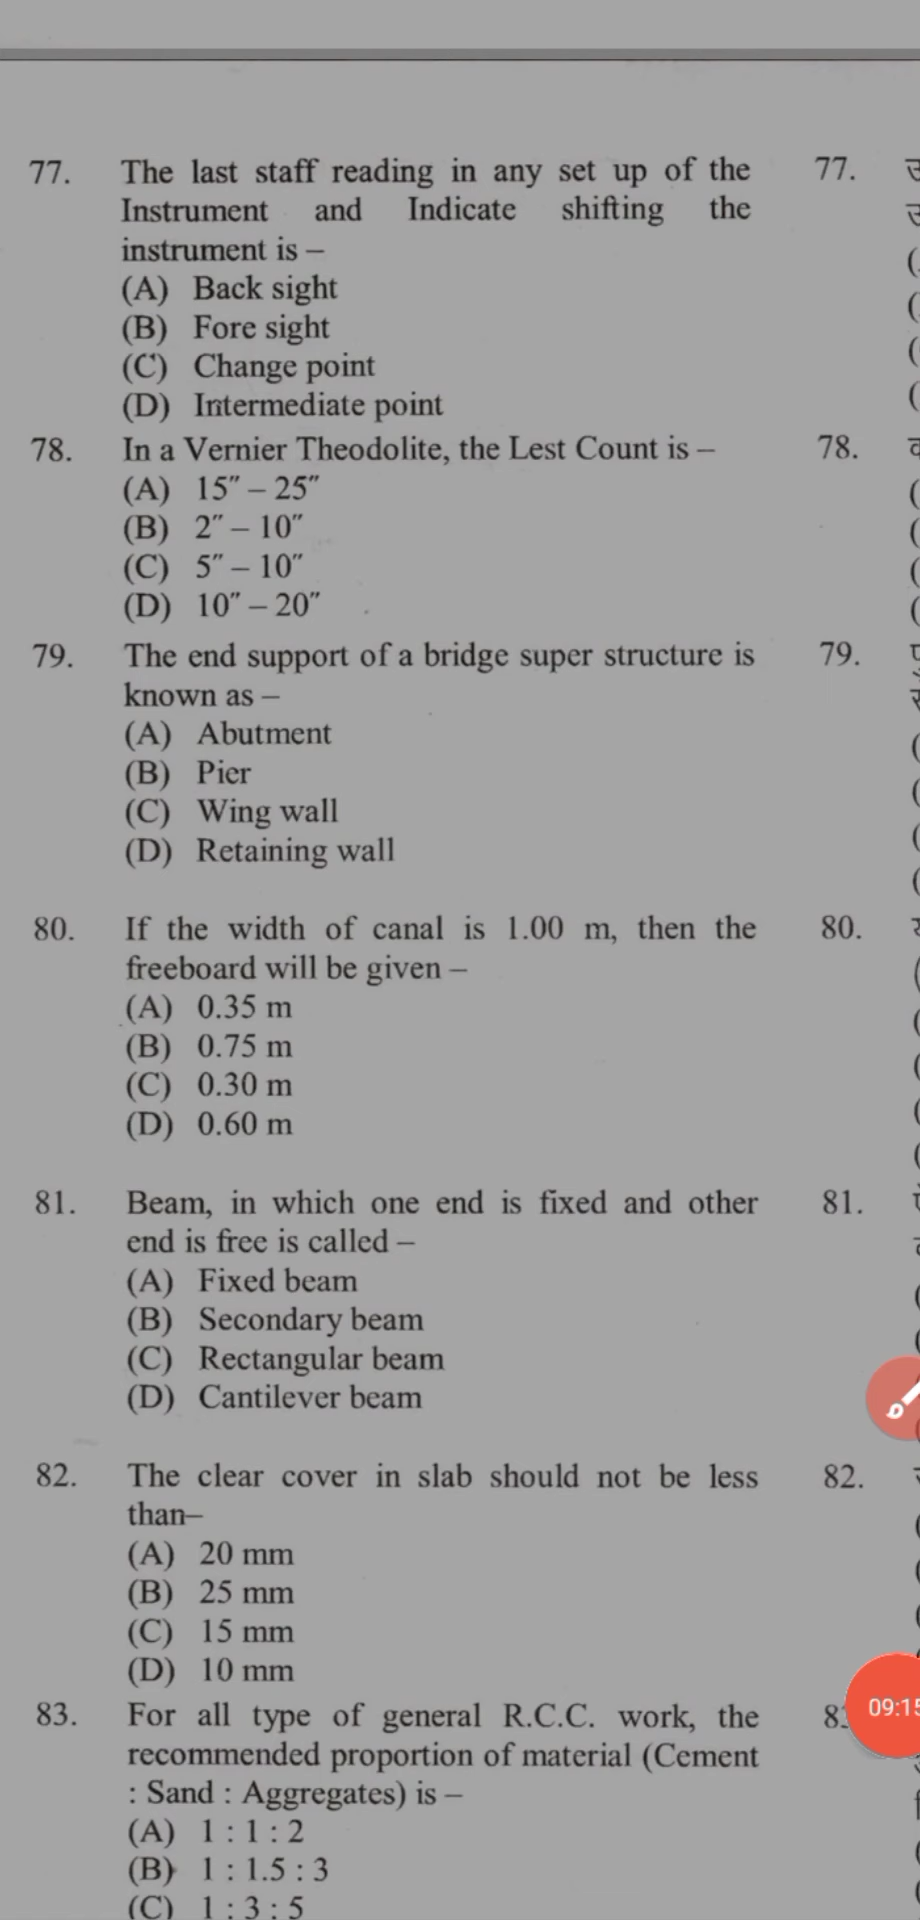 77. The last staff reading in any set up of the
Instrument and Indicate shifting the
instrument is –
(A) Back sight
(B) Fore sight
(C) Change point
(D) Intermediate point
78. In a Vernier Theodolite, the Lest Count is –
(A) 15″ – 25″
(B) 2″ – 10″
(C) 5″ – 10″
(D) 10″ – 20″
79. The end support of a bridge super structure is
known as –
(A) Abutment
(B) Pier
(C) Wing wall
(D) Retaining wall
80. If the width of canal is 1.00 m, then the
freeboard will be given –
(A) 0.35 m
(B) 0.75 m
(C) 0.30 m
(D) 0.60 m
81. Beam, in which one end is fixed and other
end is free is called –
(A) Fixed beam
(B) Secondary beam
(C) Rectangular beam
(D) Cantilever beam
82. The clear cover in slab should not be less
than–
(A) 20 mm
(B) 25 mm
(C) 15 mm
(D) 10 mm
83. For all type of general R.C.C. work, the
recommended proportion of material (Cement
: Sand : Aggregates) is –
(A) 1 : 1 : 2
(B) 1 : 1.5 : 3
(C) 1 : 3 : 5
77.
78.
79.
80.
81.
82.
09:15